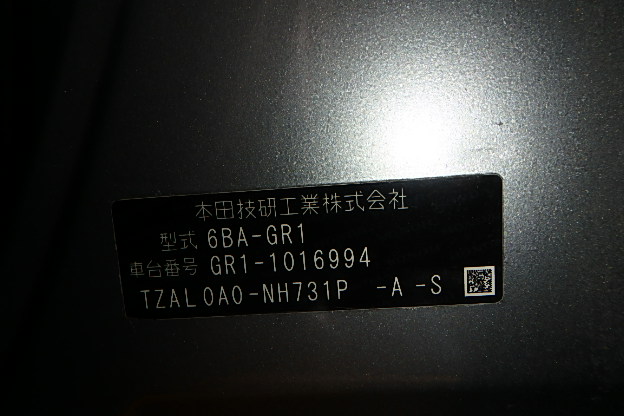 本田技研工業株式会社
型式 6BA-GR1
車台番号 GR1-1016994
TZAL0A0-NH731P -A -S